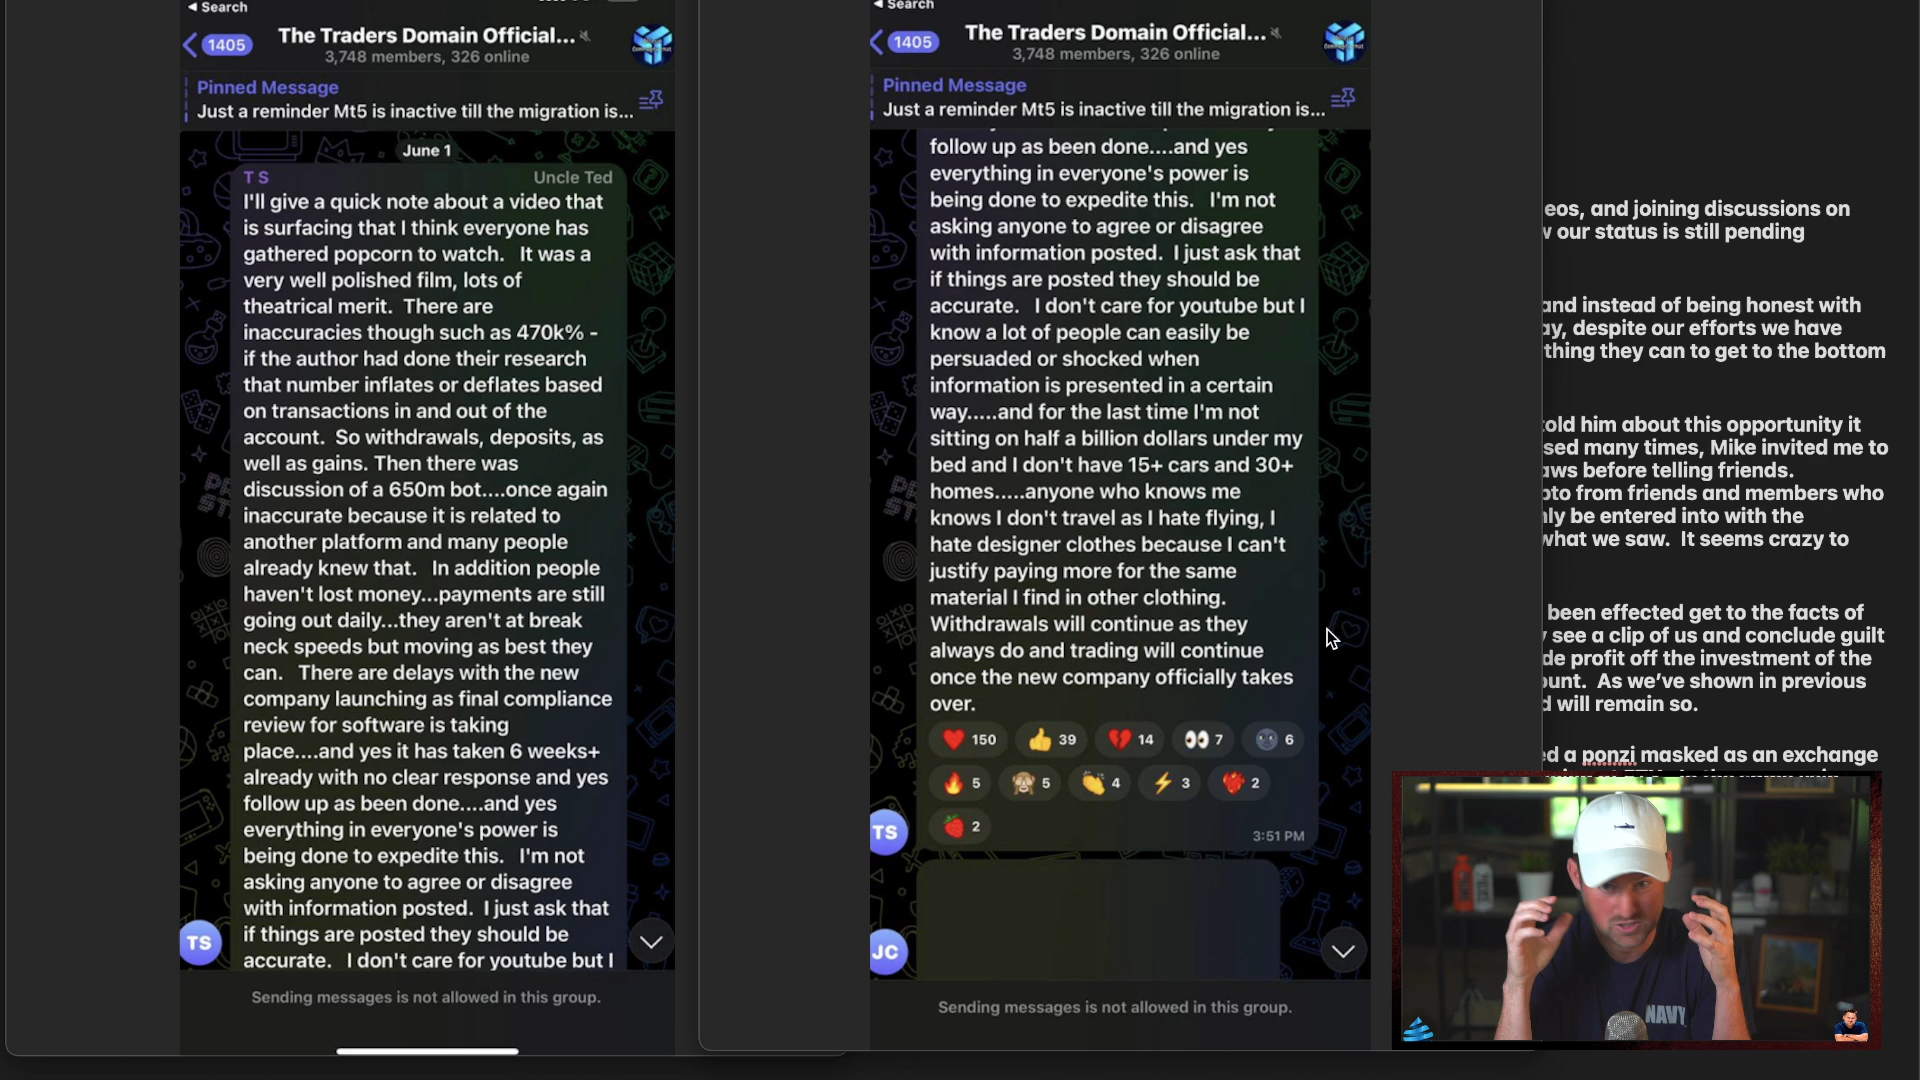 Search
1405
The Traders Domain Official...
3,748 members, 326 online
Pinned Message
Just a reminder Mt5 is inactive till the migration is...
June 1
T S
Uncle Ted
I'll give a quick note about a video that
is surfacing that I think everyone has
gathered popcorn to watch.   It was a
very well polished film, lots of
theatrical merit.  There are
inaccuracies though such as 470k% -
if the author had done their research
that number inflates or deflates based
on transactions in and out of the
account.  So withdrawals, deposits, as
well as gains. Then there was
discussion of a 650m bot....once again
inaccurate because it is related to
another platform and many people
already knew that.   In addition people
haven't lost money...payments are still
going out daily...they aren't at break
neck speeds but moving as best they
can.   There are delays with the new
company launching as final compliance
review for software is taking
place....and yes it has taken 6 weeks+
already with no clear response and yes
follow up as been done....and yes
everything in everyone's power is
being done to expedite this.   I'm not
asking anyone to agree or disagree
with information posted.  I just ask that
if things are posted they should be
accurate.   I don't care for youtube but I
TS
Sending messages is not allowed in this group.
Search
1405
The Traders Domain Official...
3,748 members, 326 online
Pinned Message
Just a reminder Mt5 is inactive till the migration is...
follow up as been done....and yes
everything in everyone's power is
being done to expedite this.   I'm not
asking anyone to agree or disagree
with information posted.  I just ask that
if things are posted they should be
accurate.   I don't care for youtube but I
know a lot of people can easily be
persuaded or shocked when
information is presented in a certain
way.....and for the last time I'm not
sitting on half a billion dollars under my
bed and I don't have 15+ cars and 30+
homes.....anyone who knows me
knows I don't travel as I hate flying, I
hate designer clothes because I can't
justify paying more for the same
material I find in other clothing.
Withdrawals will continue as they
always do and trading will continue
once the new company officially takes
over.
150 39 14 7 6
5 5 4 3 2
2
3:51 PM
TS
JC
Sending messages is not allowed in this group.
eos, and joining discussions on
our status is still pending
and instead of being honest with
ay, despite our efforts we have
thing they can to get to the bottom
told him about this opportunity it
sed many times, Mike invited me to
aws before telling friends.
pto from friends and members who
nly be entered into with the
what we saw.  It seems crazy to
been effected get to the facts of
see a clip of us and conclude guilt
de profit off the investment of the
ount.  As we've shown in previous
d will remain so.
ed a ponzi masked as an exchange
NAVY